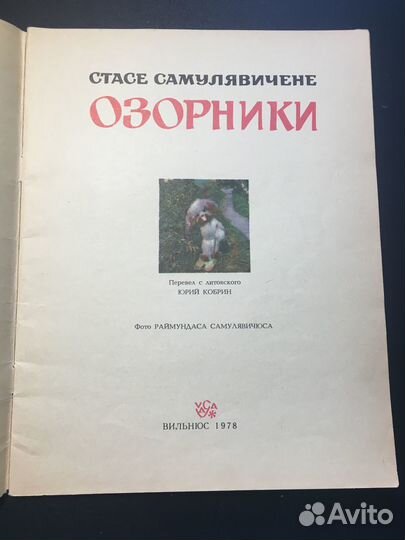 СТАСЕ САМУЛЯВИЧЕНЕ
ОЗОРНИКИ
Перевел с литовского
ЮРИЙ КОБРИН
Фото РАЙМУНДАСА САМУЛЯВИЧЮСА
ВИЛЬНЮС 1978
Avito